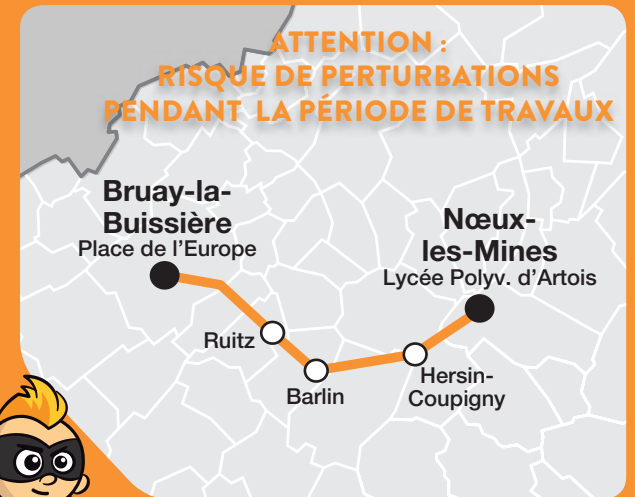 ATTENTION :
RISQUE DE PERTURBATIONS
PENDANT LA PÉRIODE DE TRAVAUX
Bruay-la-
Buissière
Place de l'Europe
Nœux-
les-Mines
Lycée Polyv. d'Artois
Ruitz
Barlin
Hersin-
Coupigny